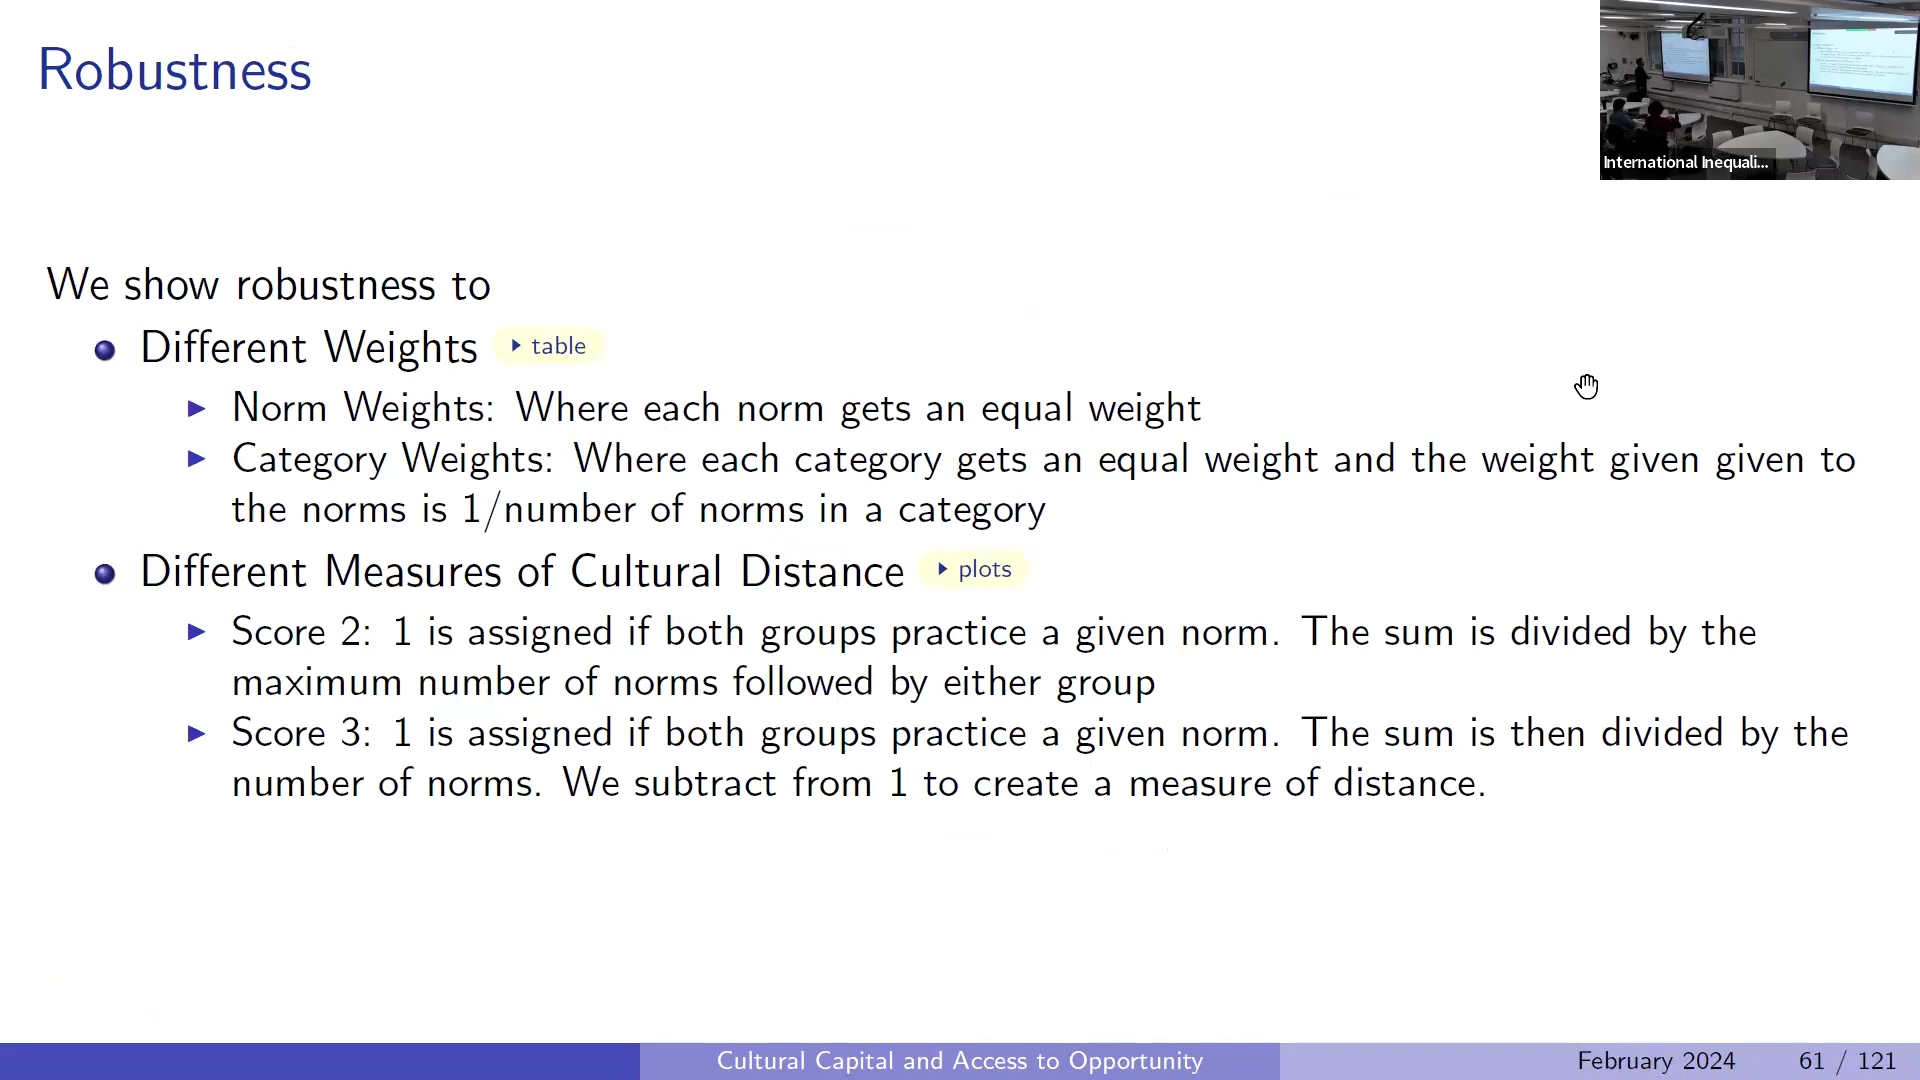 Robustness
International Inequali...
We show robustness to
Different Weights table
Norm Weights: Where each norm gets an equal weight
Category Weights: Where each category gets an equal weight and the weight given given to
the norms is 1/number of norms in a category
Different Measures of Cultural Distance plots
Score 2: 1 is assigned if both groups practice a given norm. The sum is divided by the
maximum number of norms followed by either group
Score 3: 1 is assigned if both groups practice a given norm. The sum is then divided by the
number of norms. We subtract from 1 to create a measure of distance.
Cultural Capital and Access to Opportunity February 2024 61 / 121